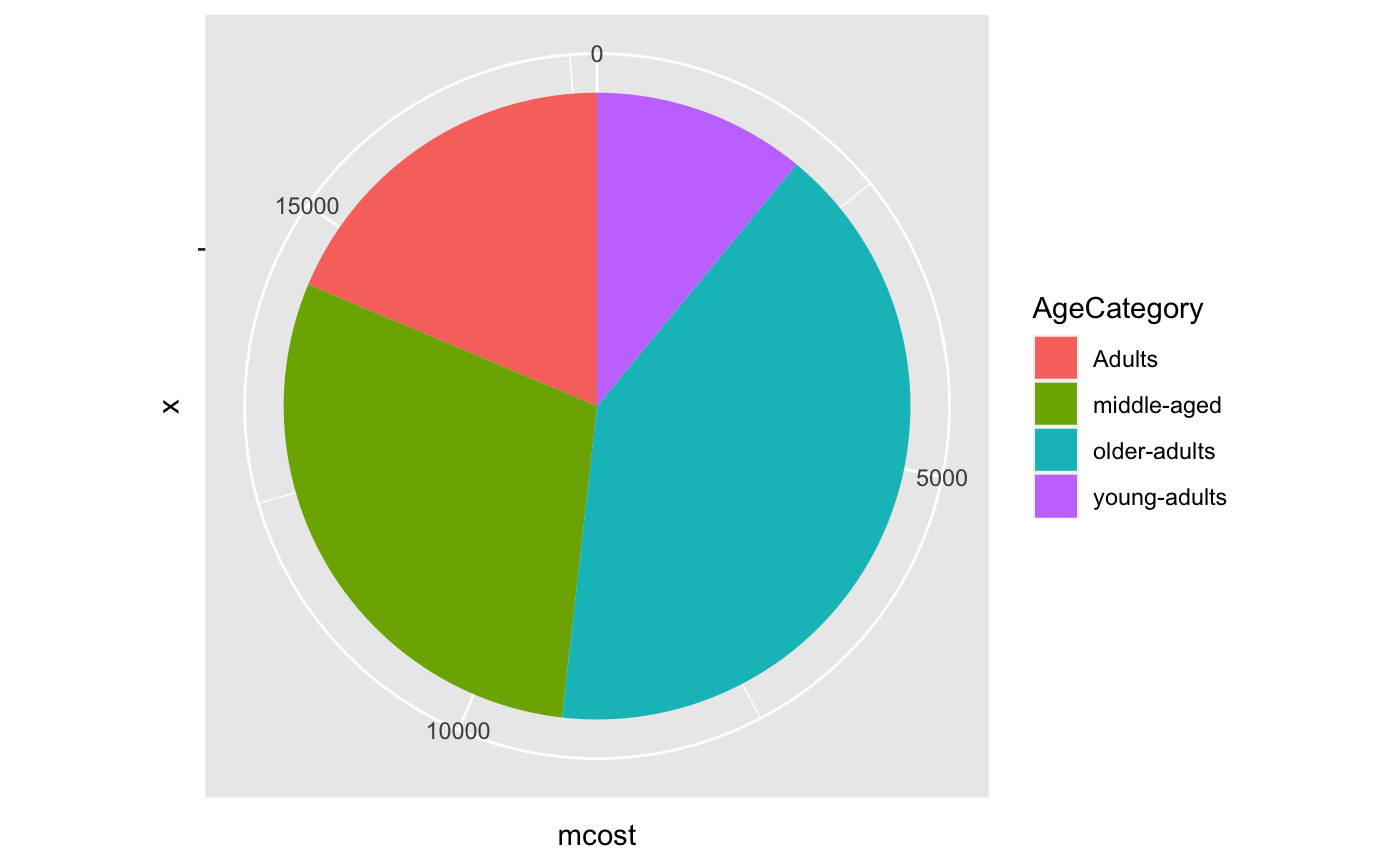 0
15000
5000
10000
x
mcost
AgeCategory
Adults
middle-aged
older-adults
young-adults